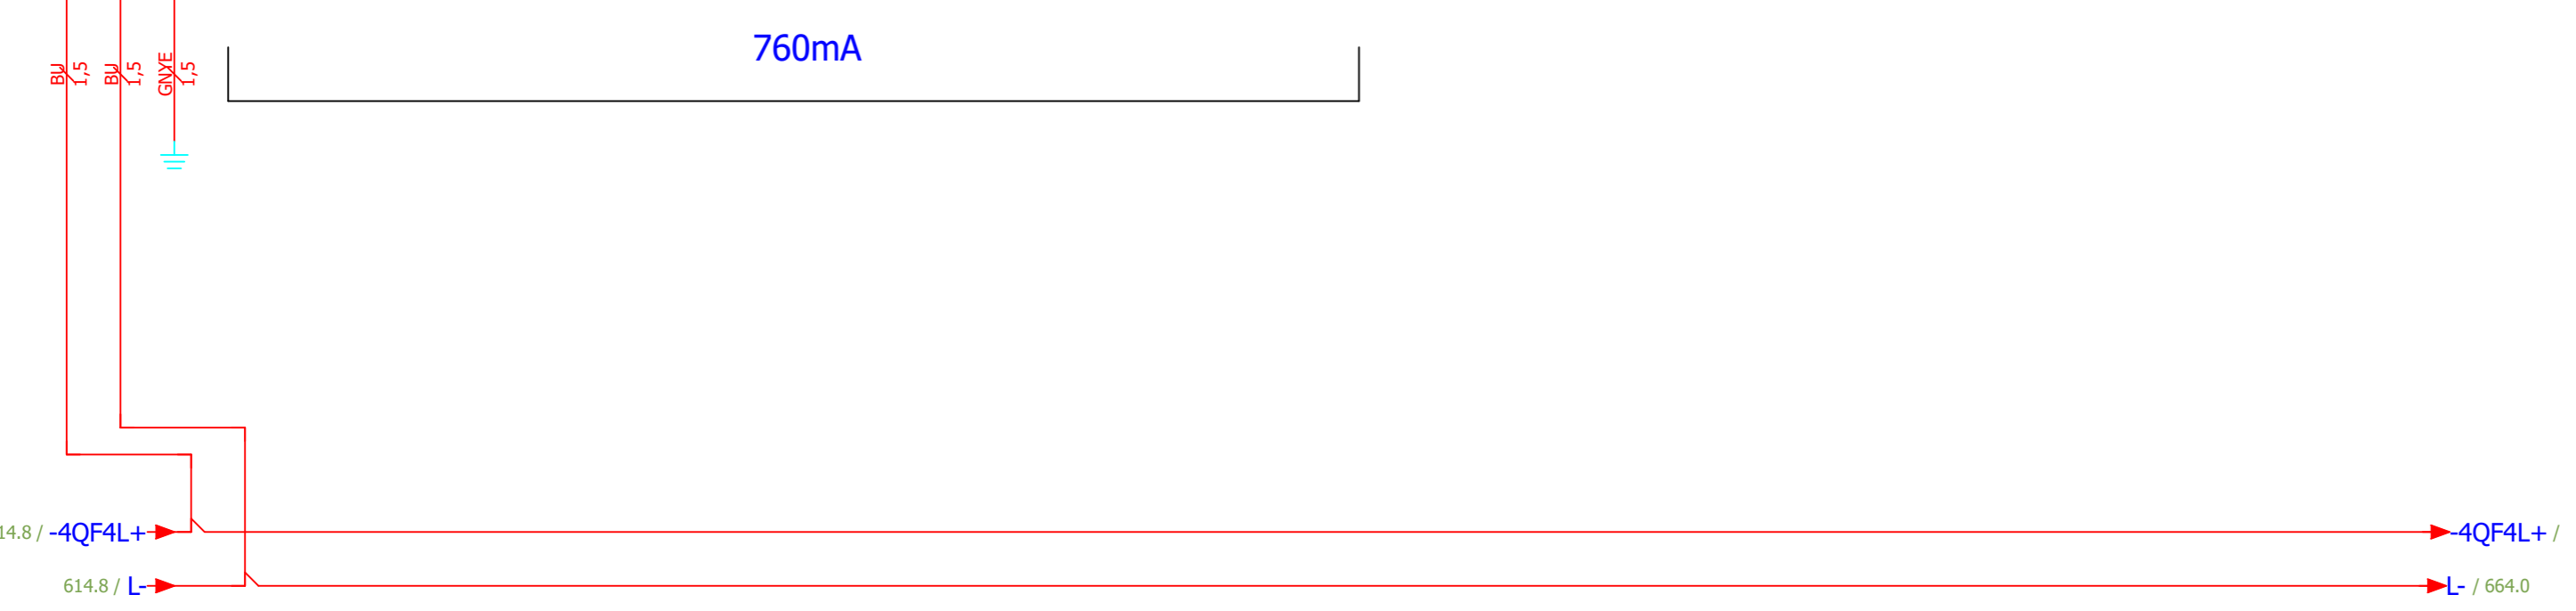 760mA
BU 1,5
BU 1,5
GNYE 1,5
14.8 / -4QF4L+
-4QF4L+ /
614.8 / L-
L- / 664.0